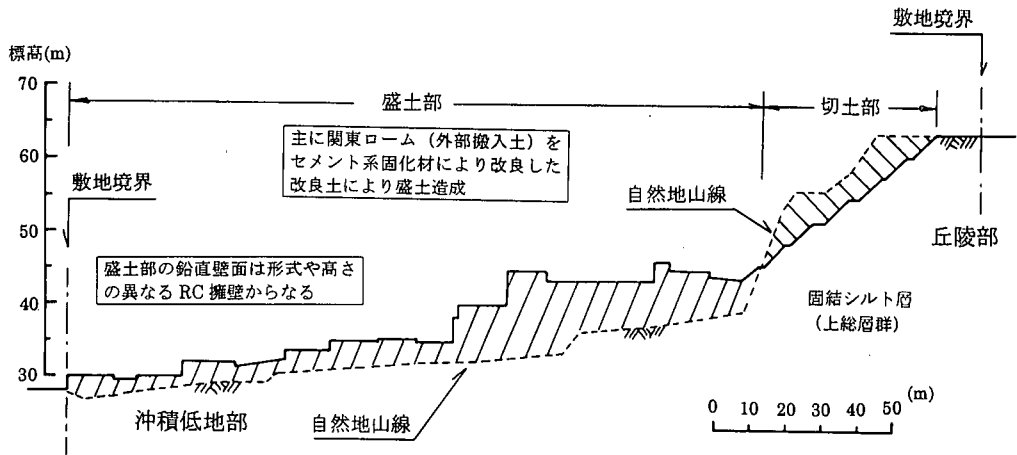 敷地境界
標高(m)
70
盛土部
切土部
主に関東ローム（外部搬入土）を
セメント系固化材により改良した
改良土により盛土造成
60
敷地境界
自然地山線
50
丘陵部
盛土部の鉛直壁面は形式や高さ
の異なるRC擁壁からなる
固結シルト層
（上総層群）
40
30
(m)
沖積低地部
自然地山線
0 10 20 30 40 50